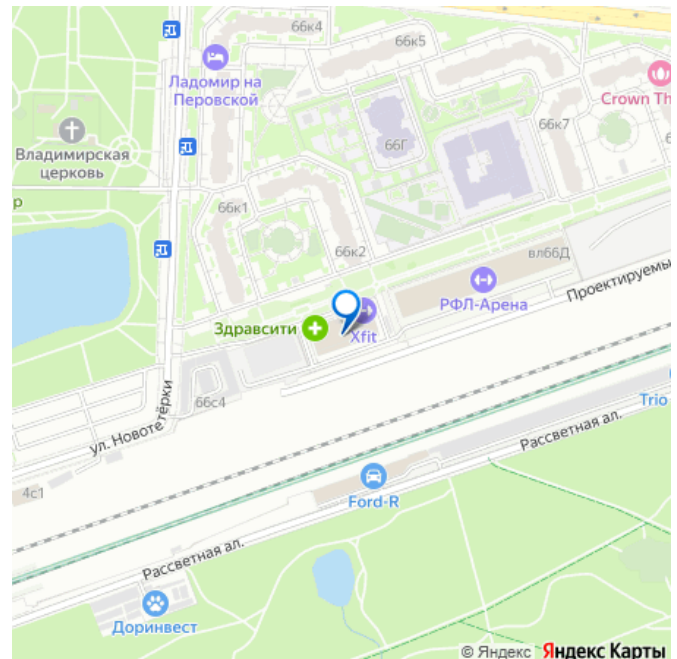 66к4
66к5
Ладомир на
Перовской
Crown Th
66к7
66Г
Владимирская
церковь
р
66к1
66к2
вл66Д
РФЛ-Арена
Проектируемы
Здравсити
Xfit
66с4
ул. Новотетёрки
Trio
Рассветная ал.
4с1
Ford-R
Рассветная ал.
Доринвест
© Яндекс Яндекс Карты